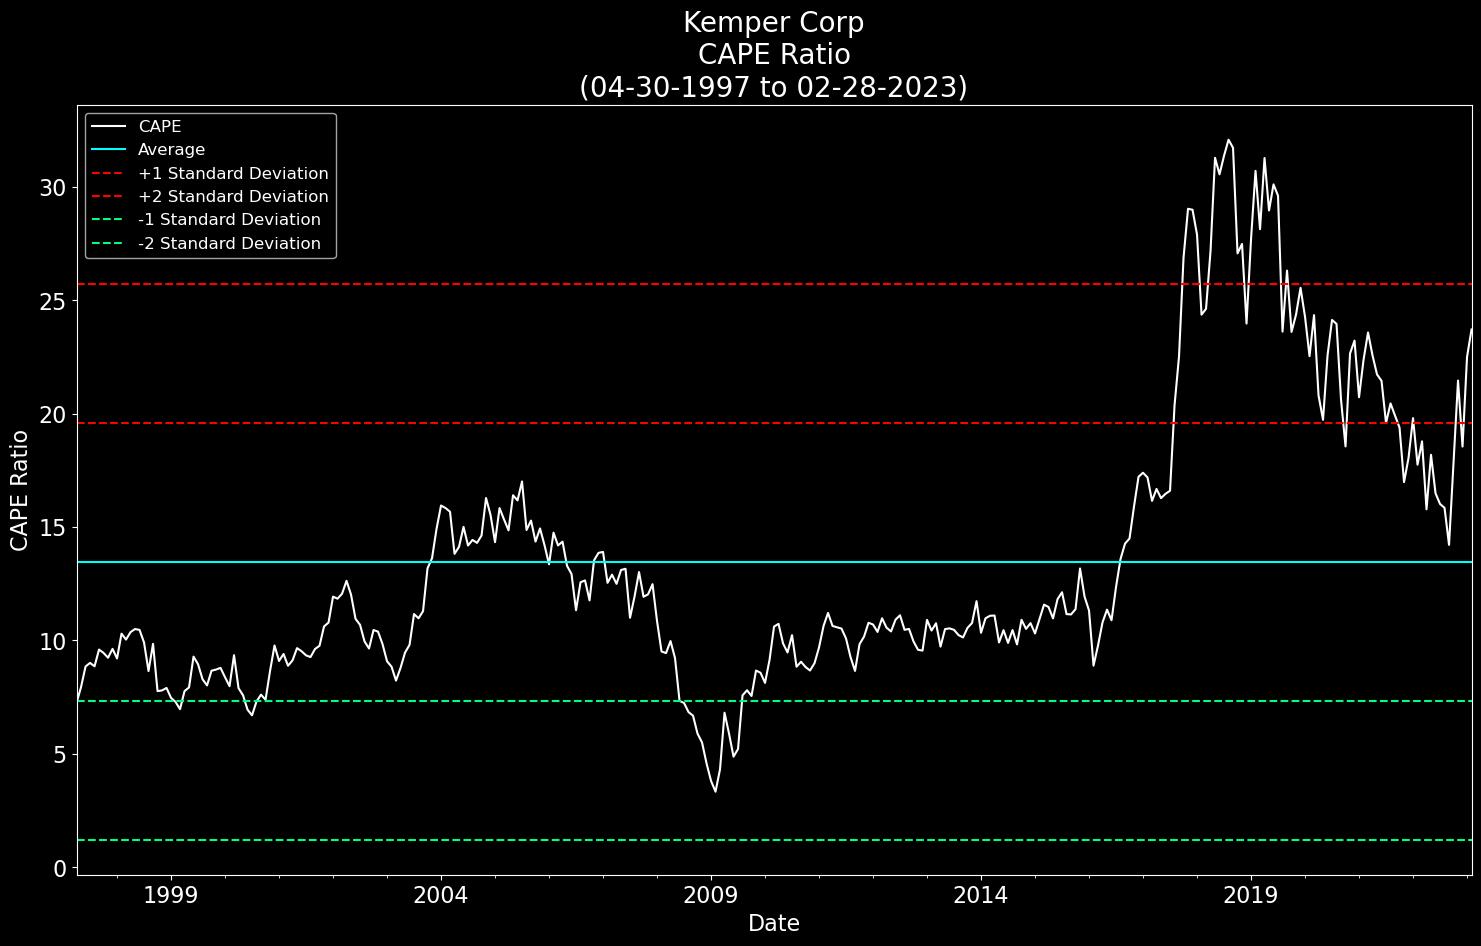 Kemper Corp
CAPE Ratio
(04-30-1997 to 02-28-2023)
CAPE
Average
+1 Standard Deviation
+2 Standard Deviation
-1 Standard Deviation
-2 Standard Deviation
30
25
20
15
10
5
0
CAPE Ratio
1999
2004
2009
2014
2019
Date